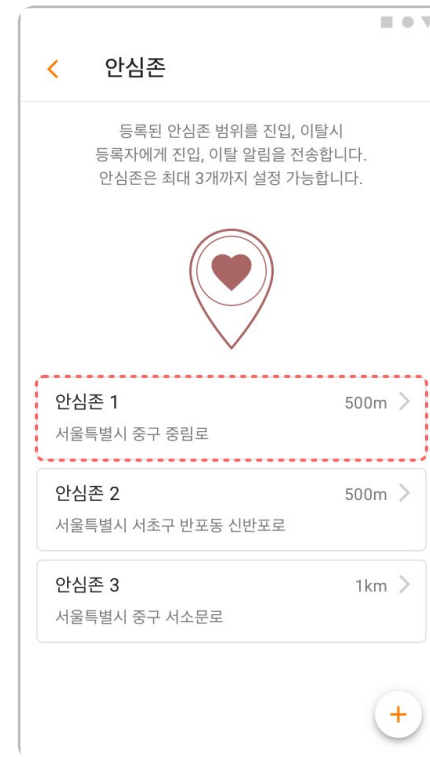 안심존
등록된 안심존 범위를 진입, 이탈시
등록자에게 진입, 이탈 알림을 전송합니다.
안심존은 최대 3개까지 설정 가능합니다.
안심존 1 500m
서울특별시 중구 중림로
안심존 2 500m
서울특별시 서초구 반포동 신반포로
안심존 3 1km
서울특별시 중구 서소문로